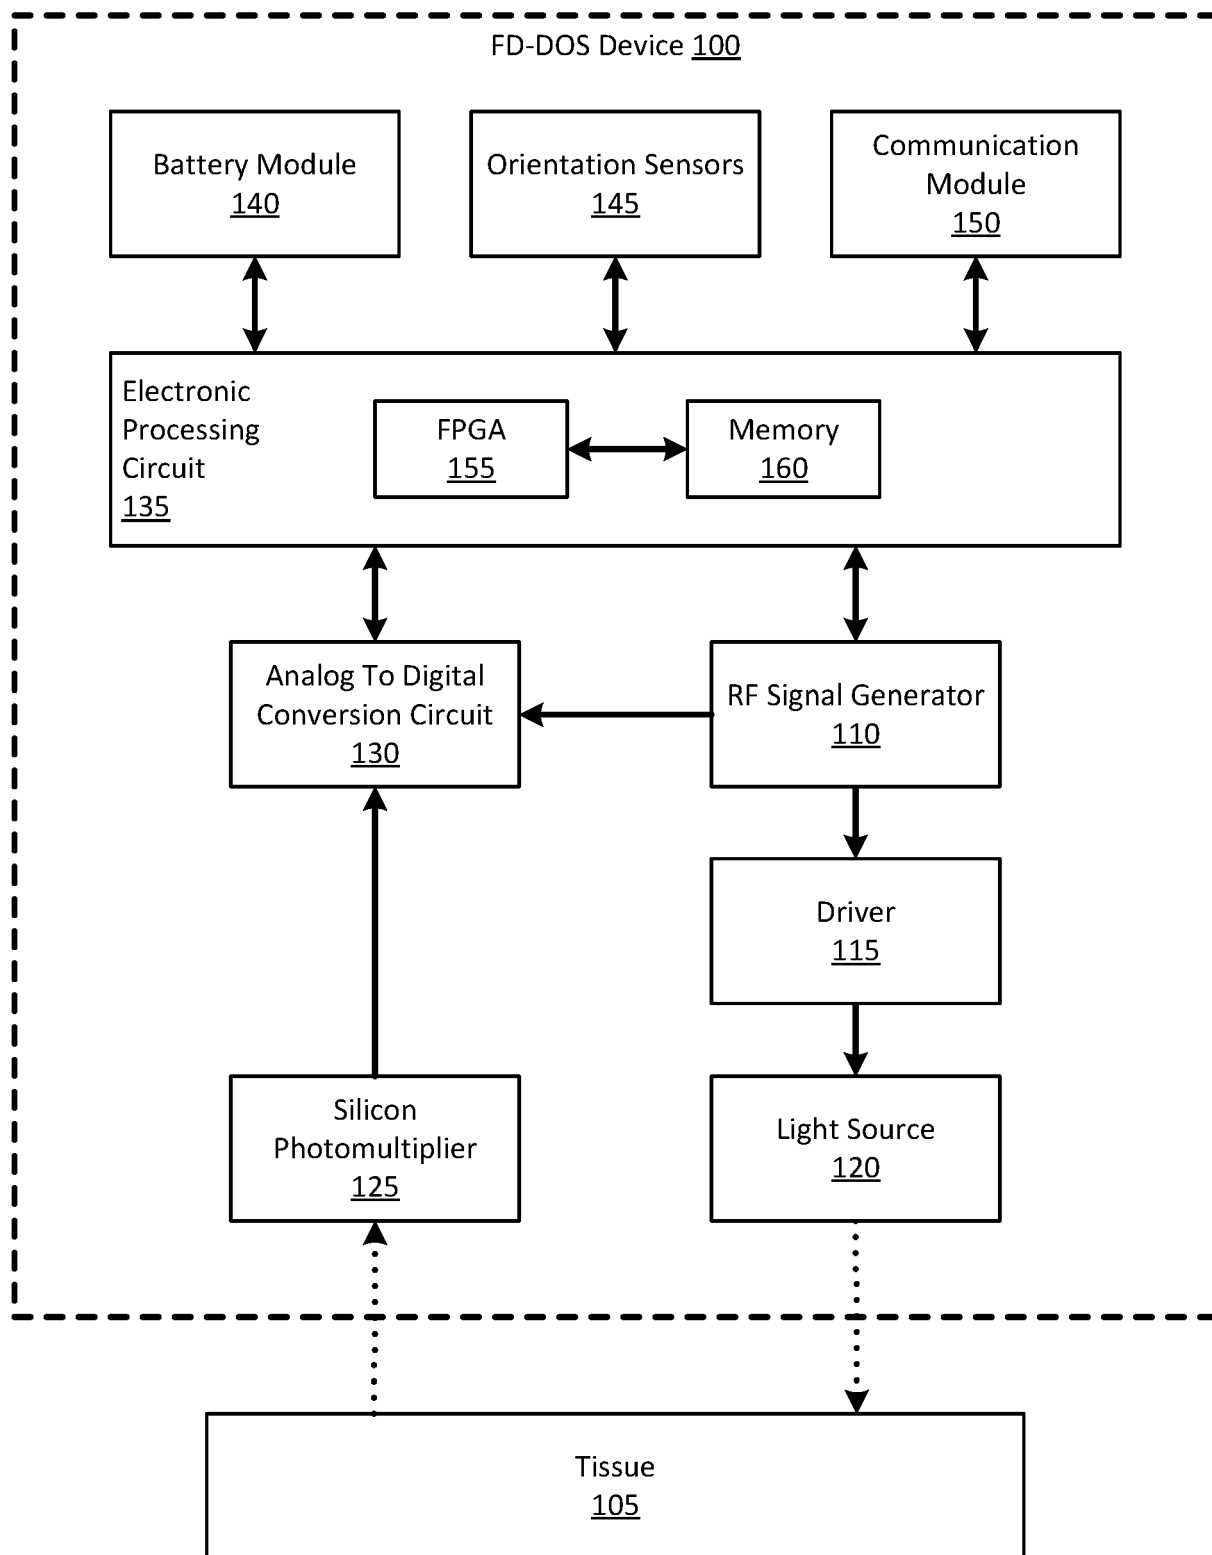 FD-DOS Device 100
Battery Module
140
Orientation Sensors
145
Communication
Module
150
Electronic
Processing
Circuit
135
FPGA
155
Memory
160
Analog To Digital
Conversion Circuit
130
RF Signal Generator
110
Driver
115
Silicon
Photomultiplier
125
Light Source
120
Tissue
105